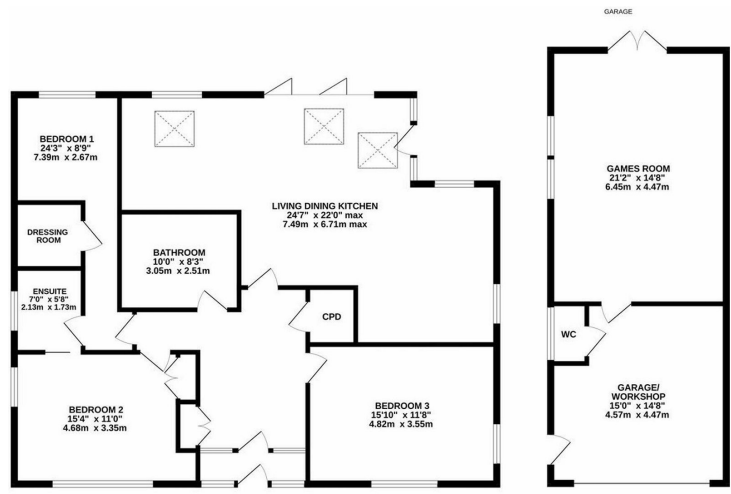 GARAGE
BEDROOM 1
24'3" x 8'9"
7.39m x 2.67m
DRESSING
ROOM
ENSUITE
7'0" x 5'8"
2.13m x 1.73m
BATHROOM
10'0" x 8'3"
3.05m x 2.51m
LIVING DINING KITCHEN
24'7" x 22'0" max
7.49m x 6.71m max
CPD
BEDROOM 2
15'4" x 11'0"
4.68m x 3.35m
BEDROOM 3
15'10" x 11'8"
4.82m x 3.55m
GAMES ROOM
21'2" x 14'8"
6.45m x 4.47m
WC
GARAGE/
WORKSHOP
15'0" x 14'8"
4.57m x 4.47m